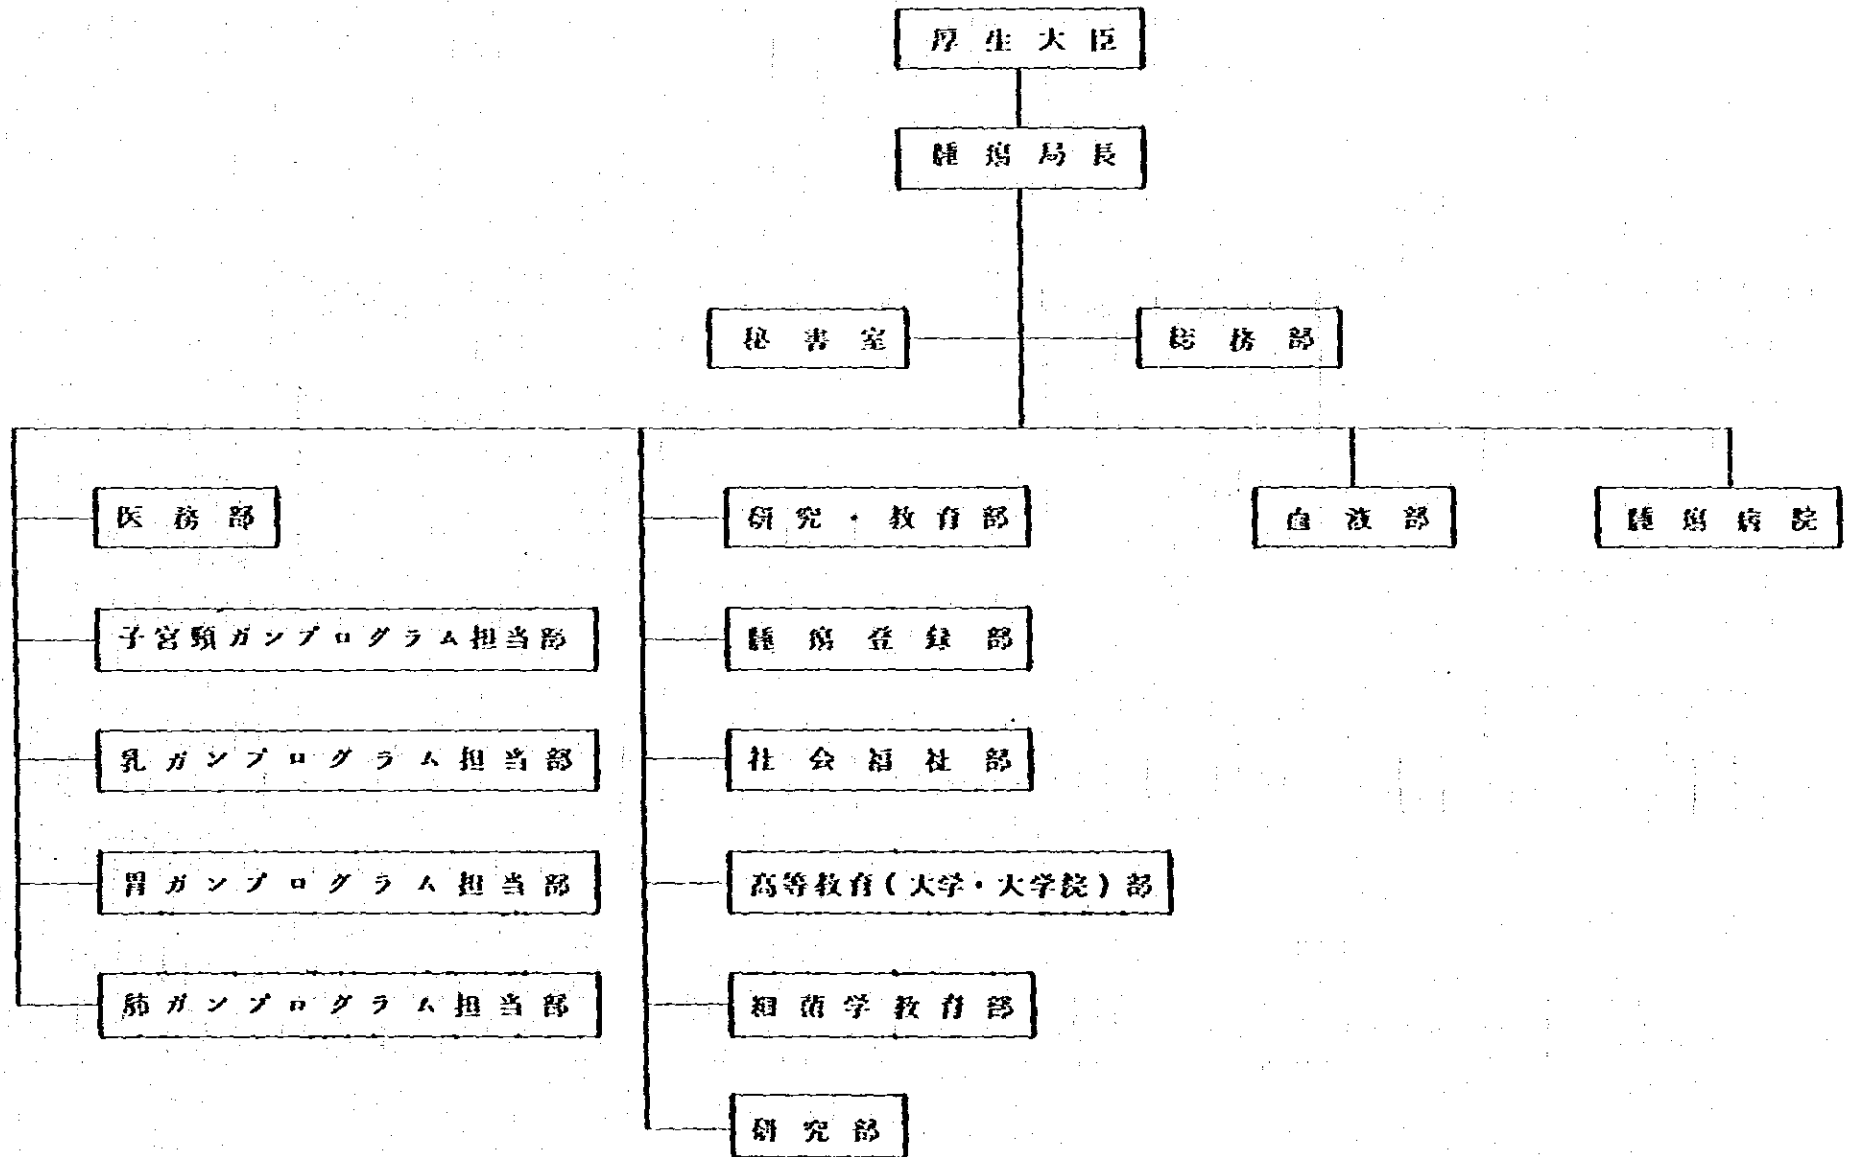 厚生大臣
腫瘍局長
秘書室
総務部
医務部
研究・教育部
血液部
腫瘍病院
子宮頸ガンプログラム担当部
腫瘍登録部
乳ガンプログラム担当部
社会福祉部
胃ガンプログラム担当部
高等教育(大学・大学院)部
肺ガンプログラム担当部
細菌学教育部
研究部